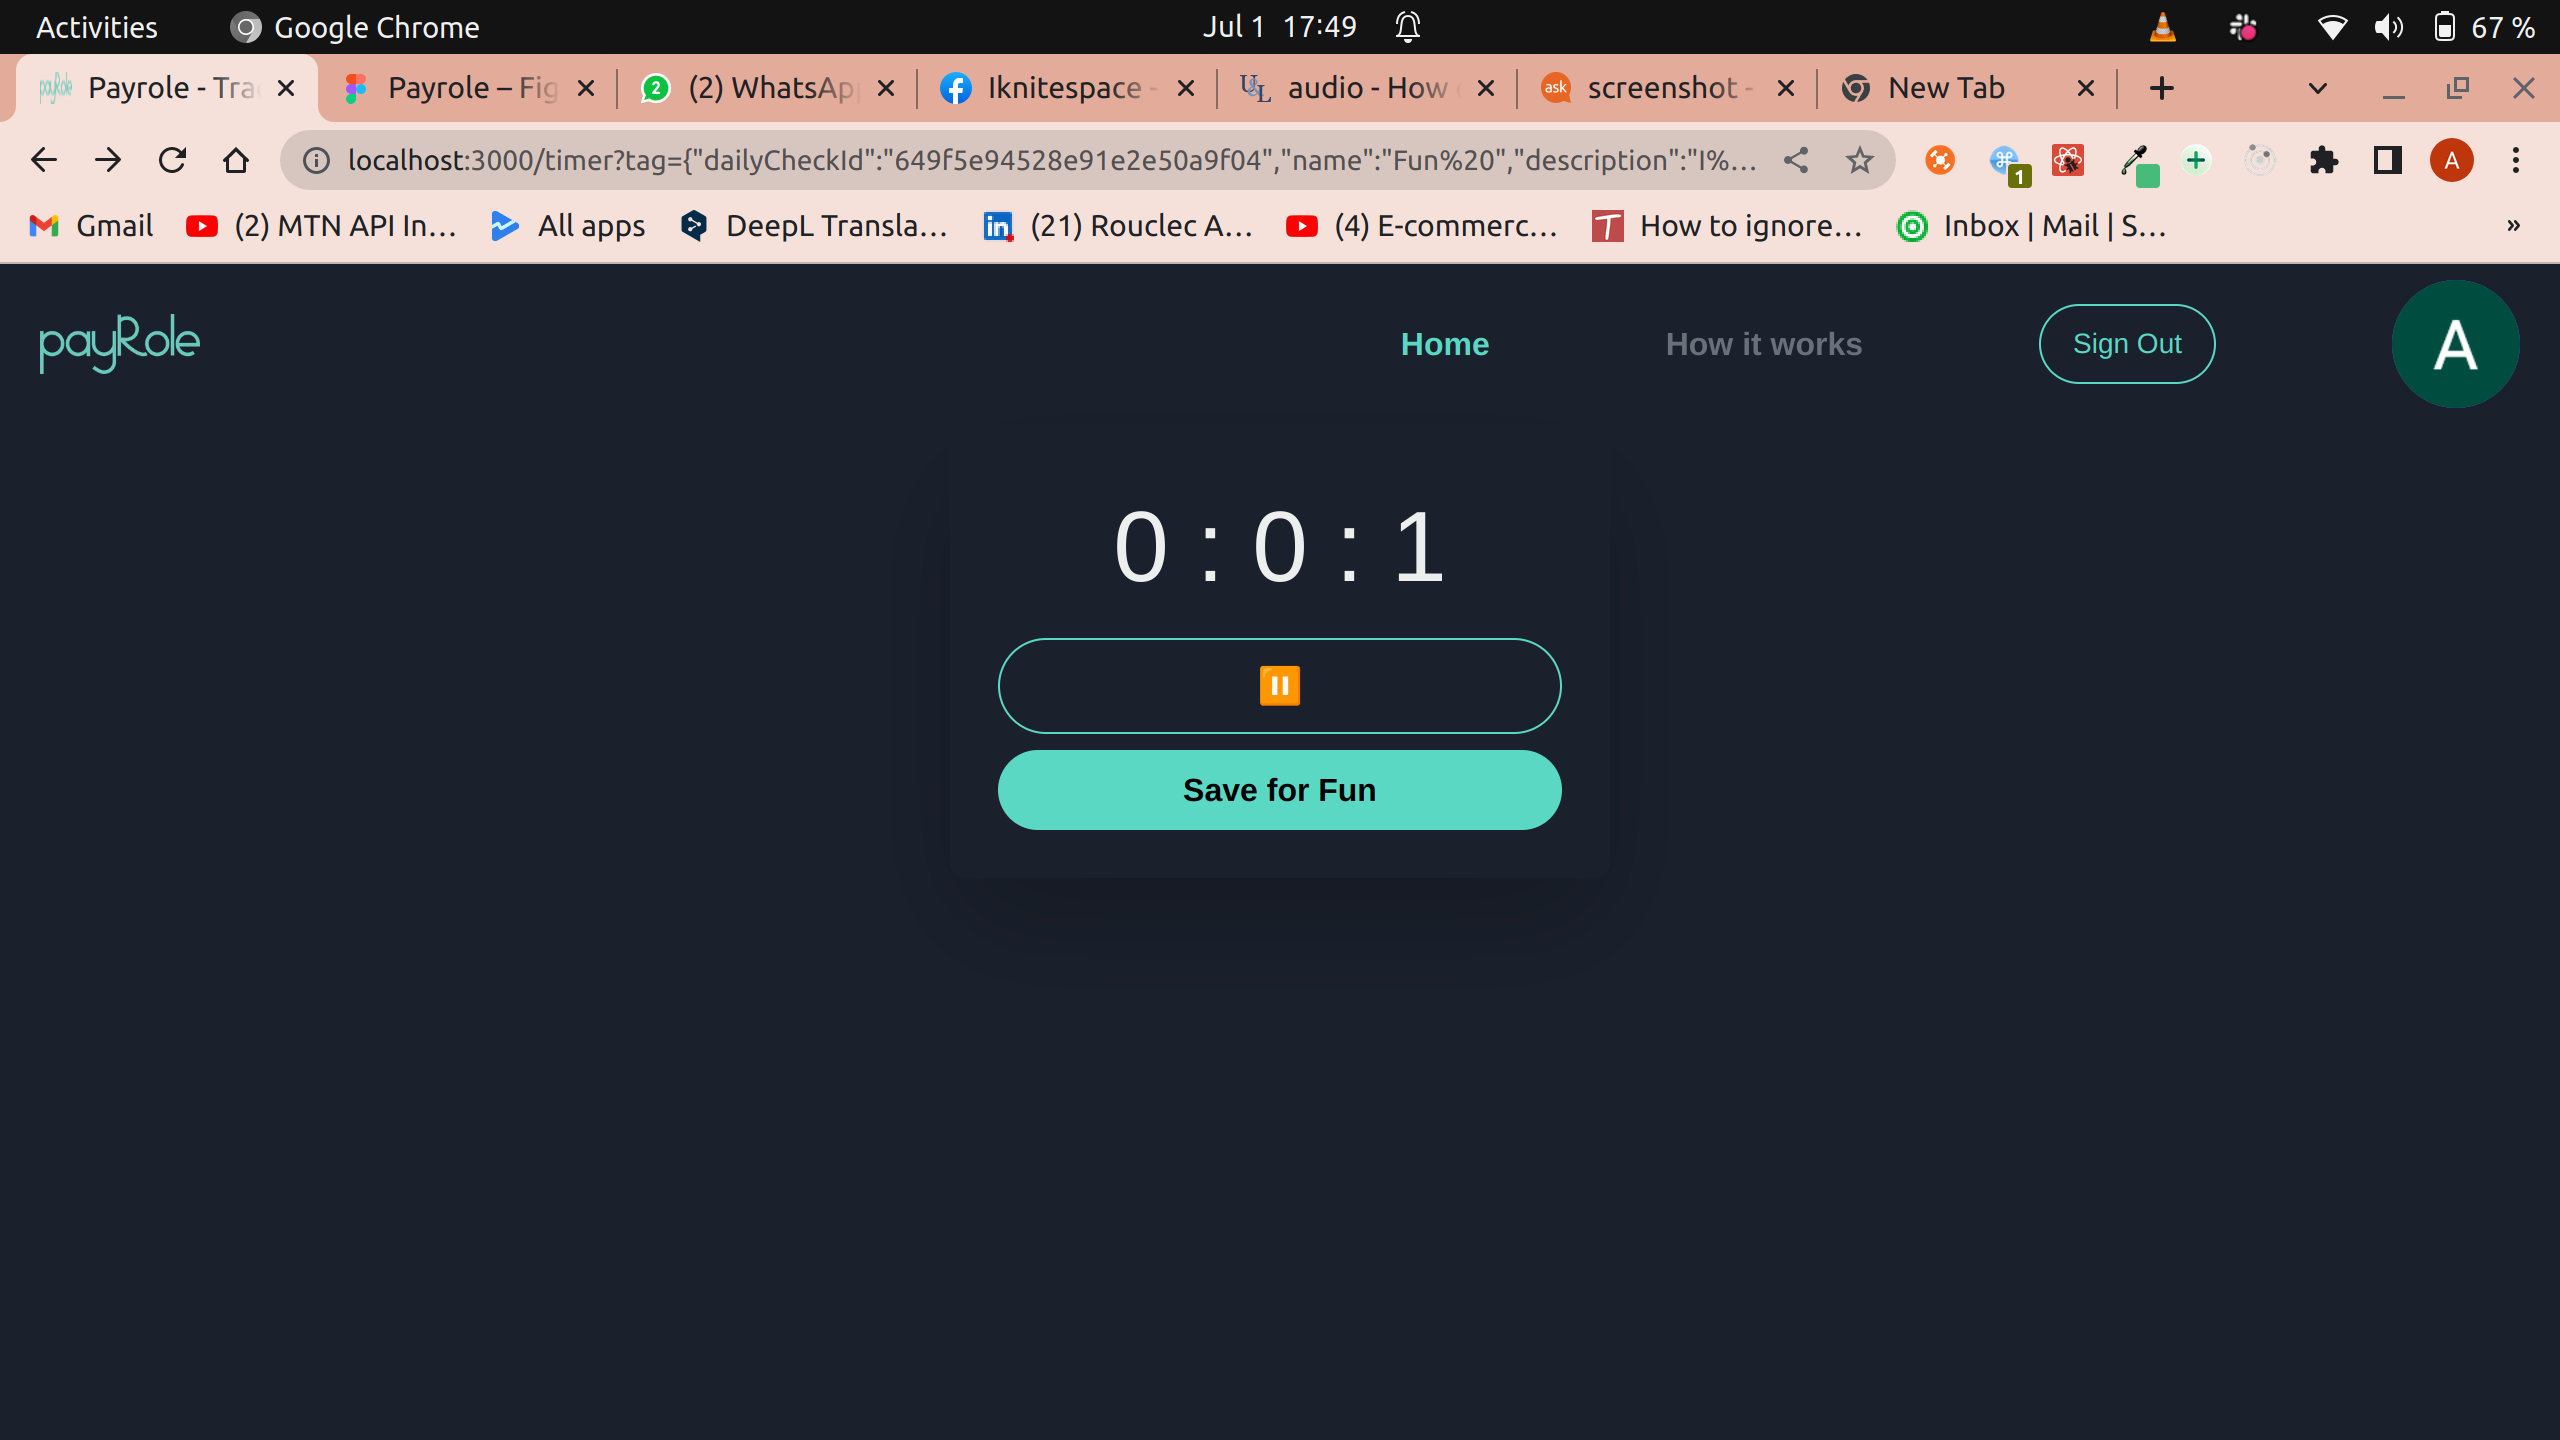 Activities Google Chrome Jul 1 17:49 67 %
Payrole - Tra Payrole – Fig (2) WhatsAp Iknitespace - audio - How screenshot - New Tab
localhost:3000/timer?tag={"dailyCheckId":"649f5e94528e91e2e50a9f04","name":"Fun%20","description":"I%... 1 A
Gmail (2) MTN API In... All apps DeepL Transla... (21) Rouclec A... (4) E-commerc... How to ignore... Inbox | Mail | S... »
payRole Home How it works Sign Out A
0 : 0 : 1
Save for Fun